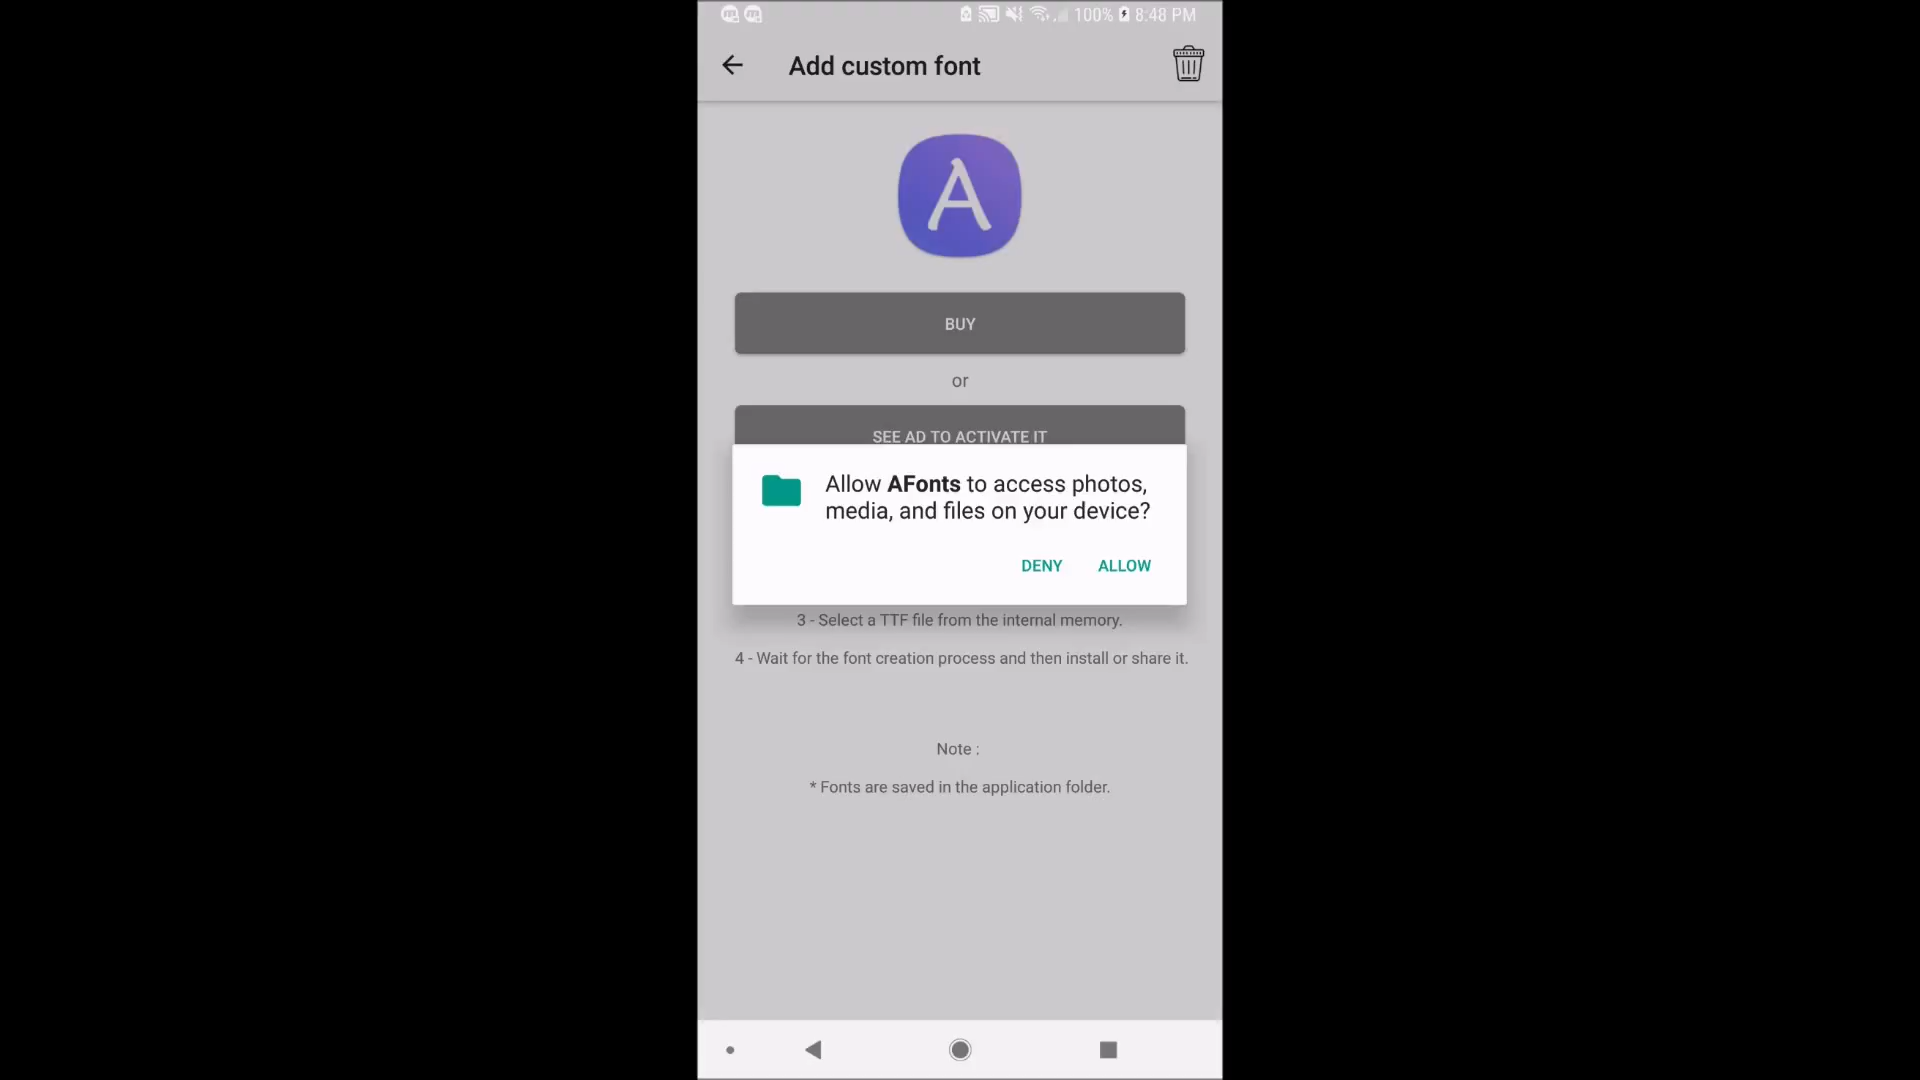 100% 8:48 PM
Add custom font
A
BUY
or
SEE AD TO ACTIVATE IT
Allow AFonts to access photos,
media, and files on your device?
DENY ALLOW
3 - Select a TTF file from the internal memory.
4 - Wait for the font creation process and then install or share it.
Note :
* Fonts are saved in the application folder.